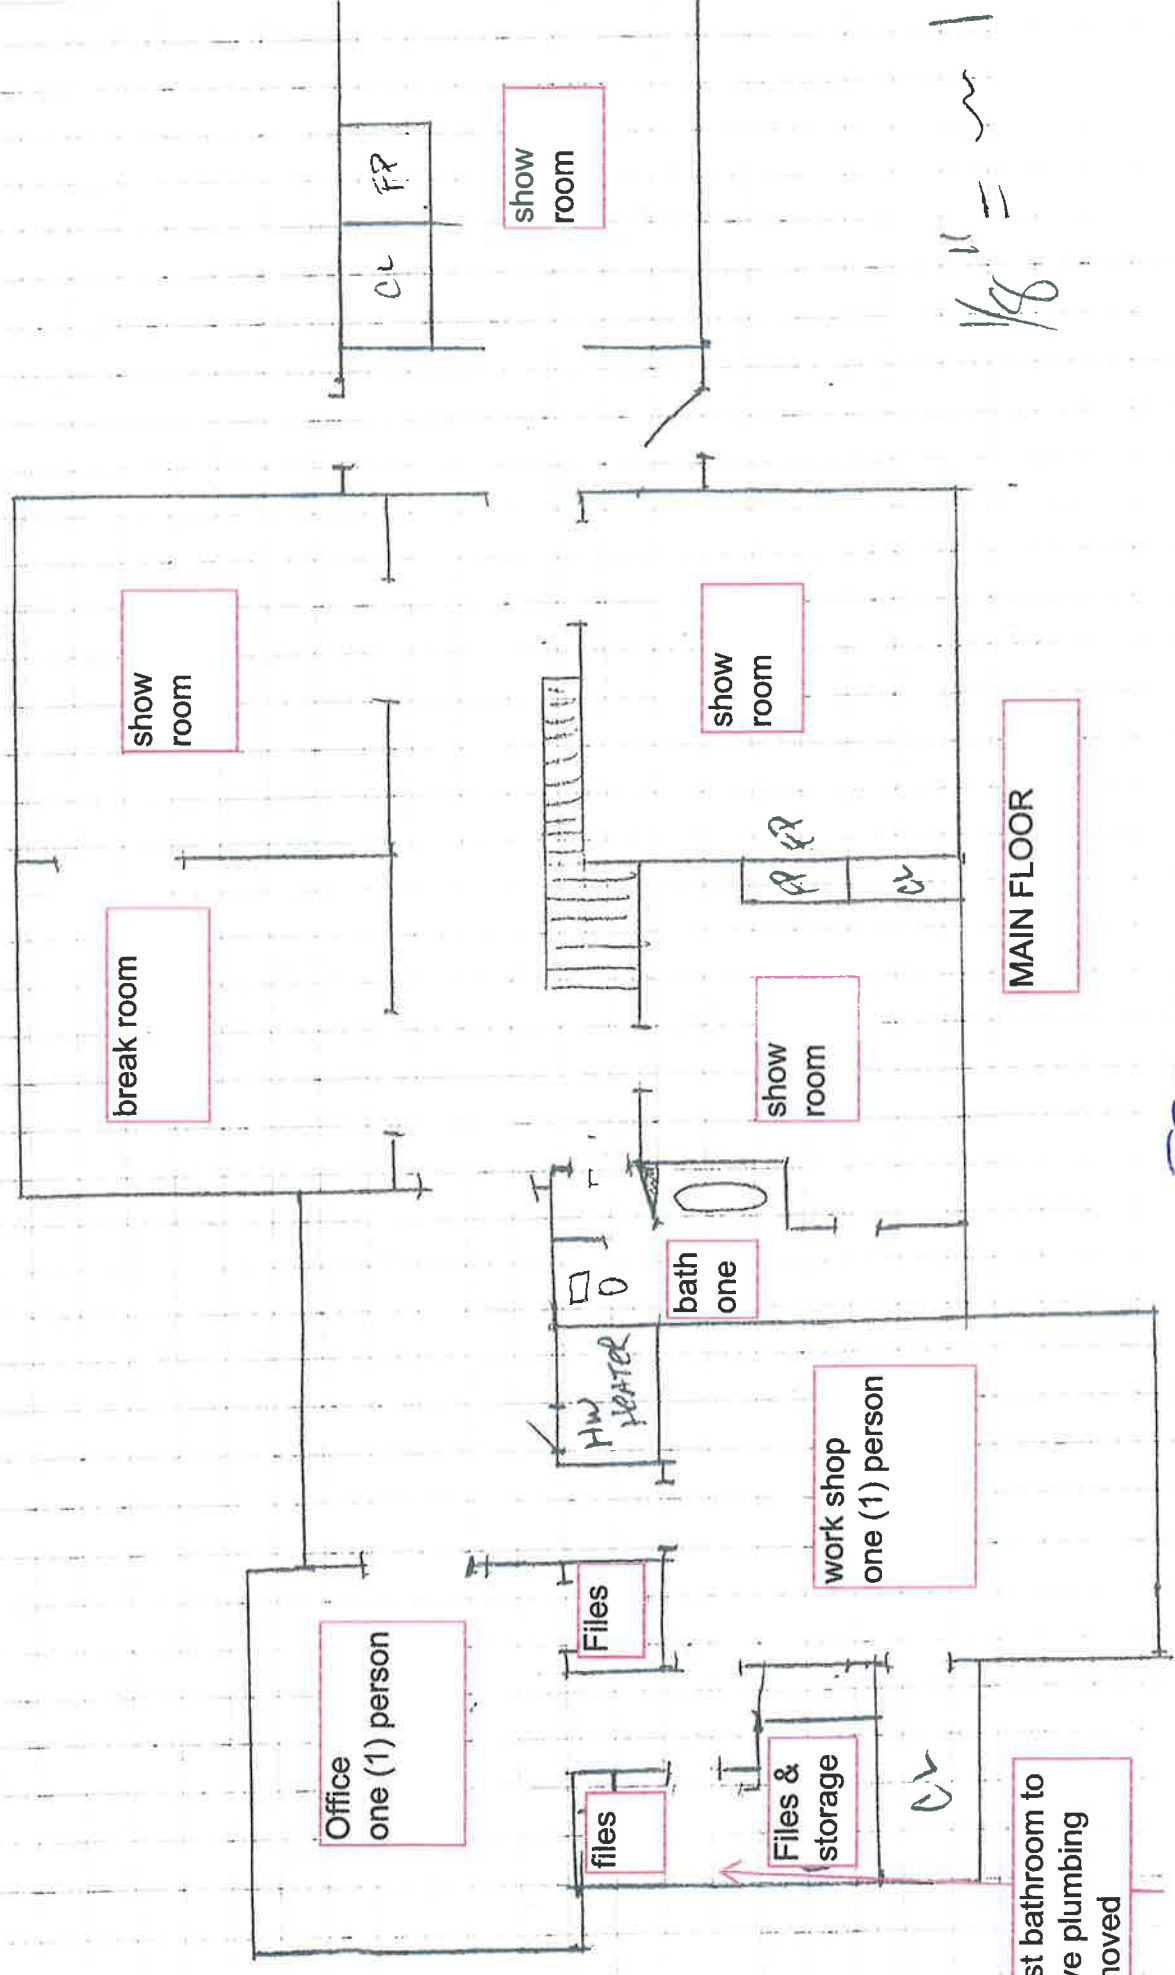 show
room
FP
CL
1/8" = ~ 1
show
room
show
room
break room
FP
FP
CL
MAIN FLOOR
show
room
bath
one
HW
HEATER
work shop
one (1) person
Office
one (1) person
Files
files
Files &
storage
CL
st bathroom to
ve plumbing
moved